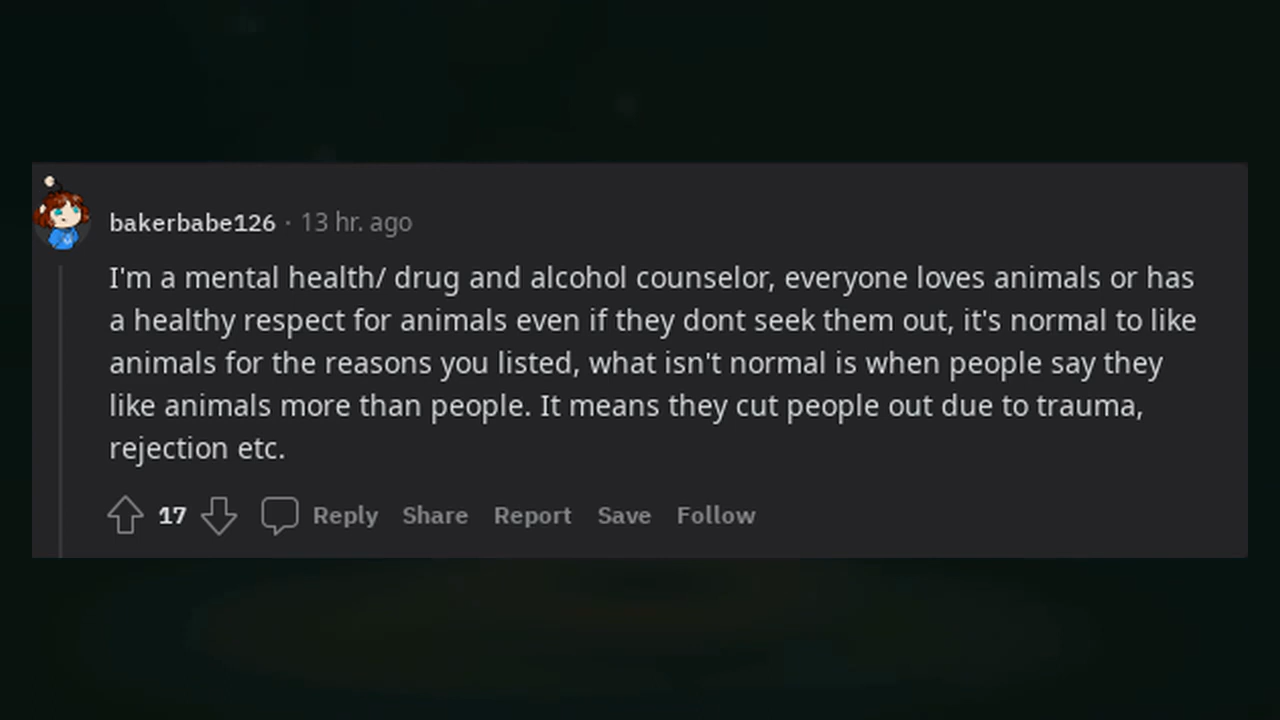 bakerbabe126 · 13 hr. ago
I'm a mental health/ drug and alcohol counselor, everyone loves animals or has
a healthy respect for animals even if they dont seek them out, it's normal to like
animals for the reasons you listed, what isn't normal is when people say they
like animals more than people. It means they cut people out due to trauma,
rejection etc.
17 Reply Share Report Save Follow